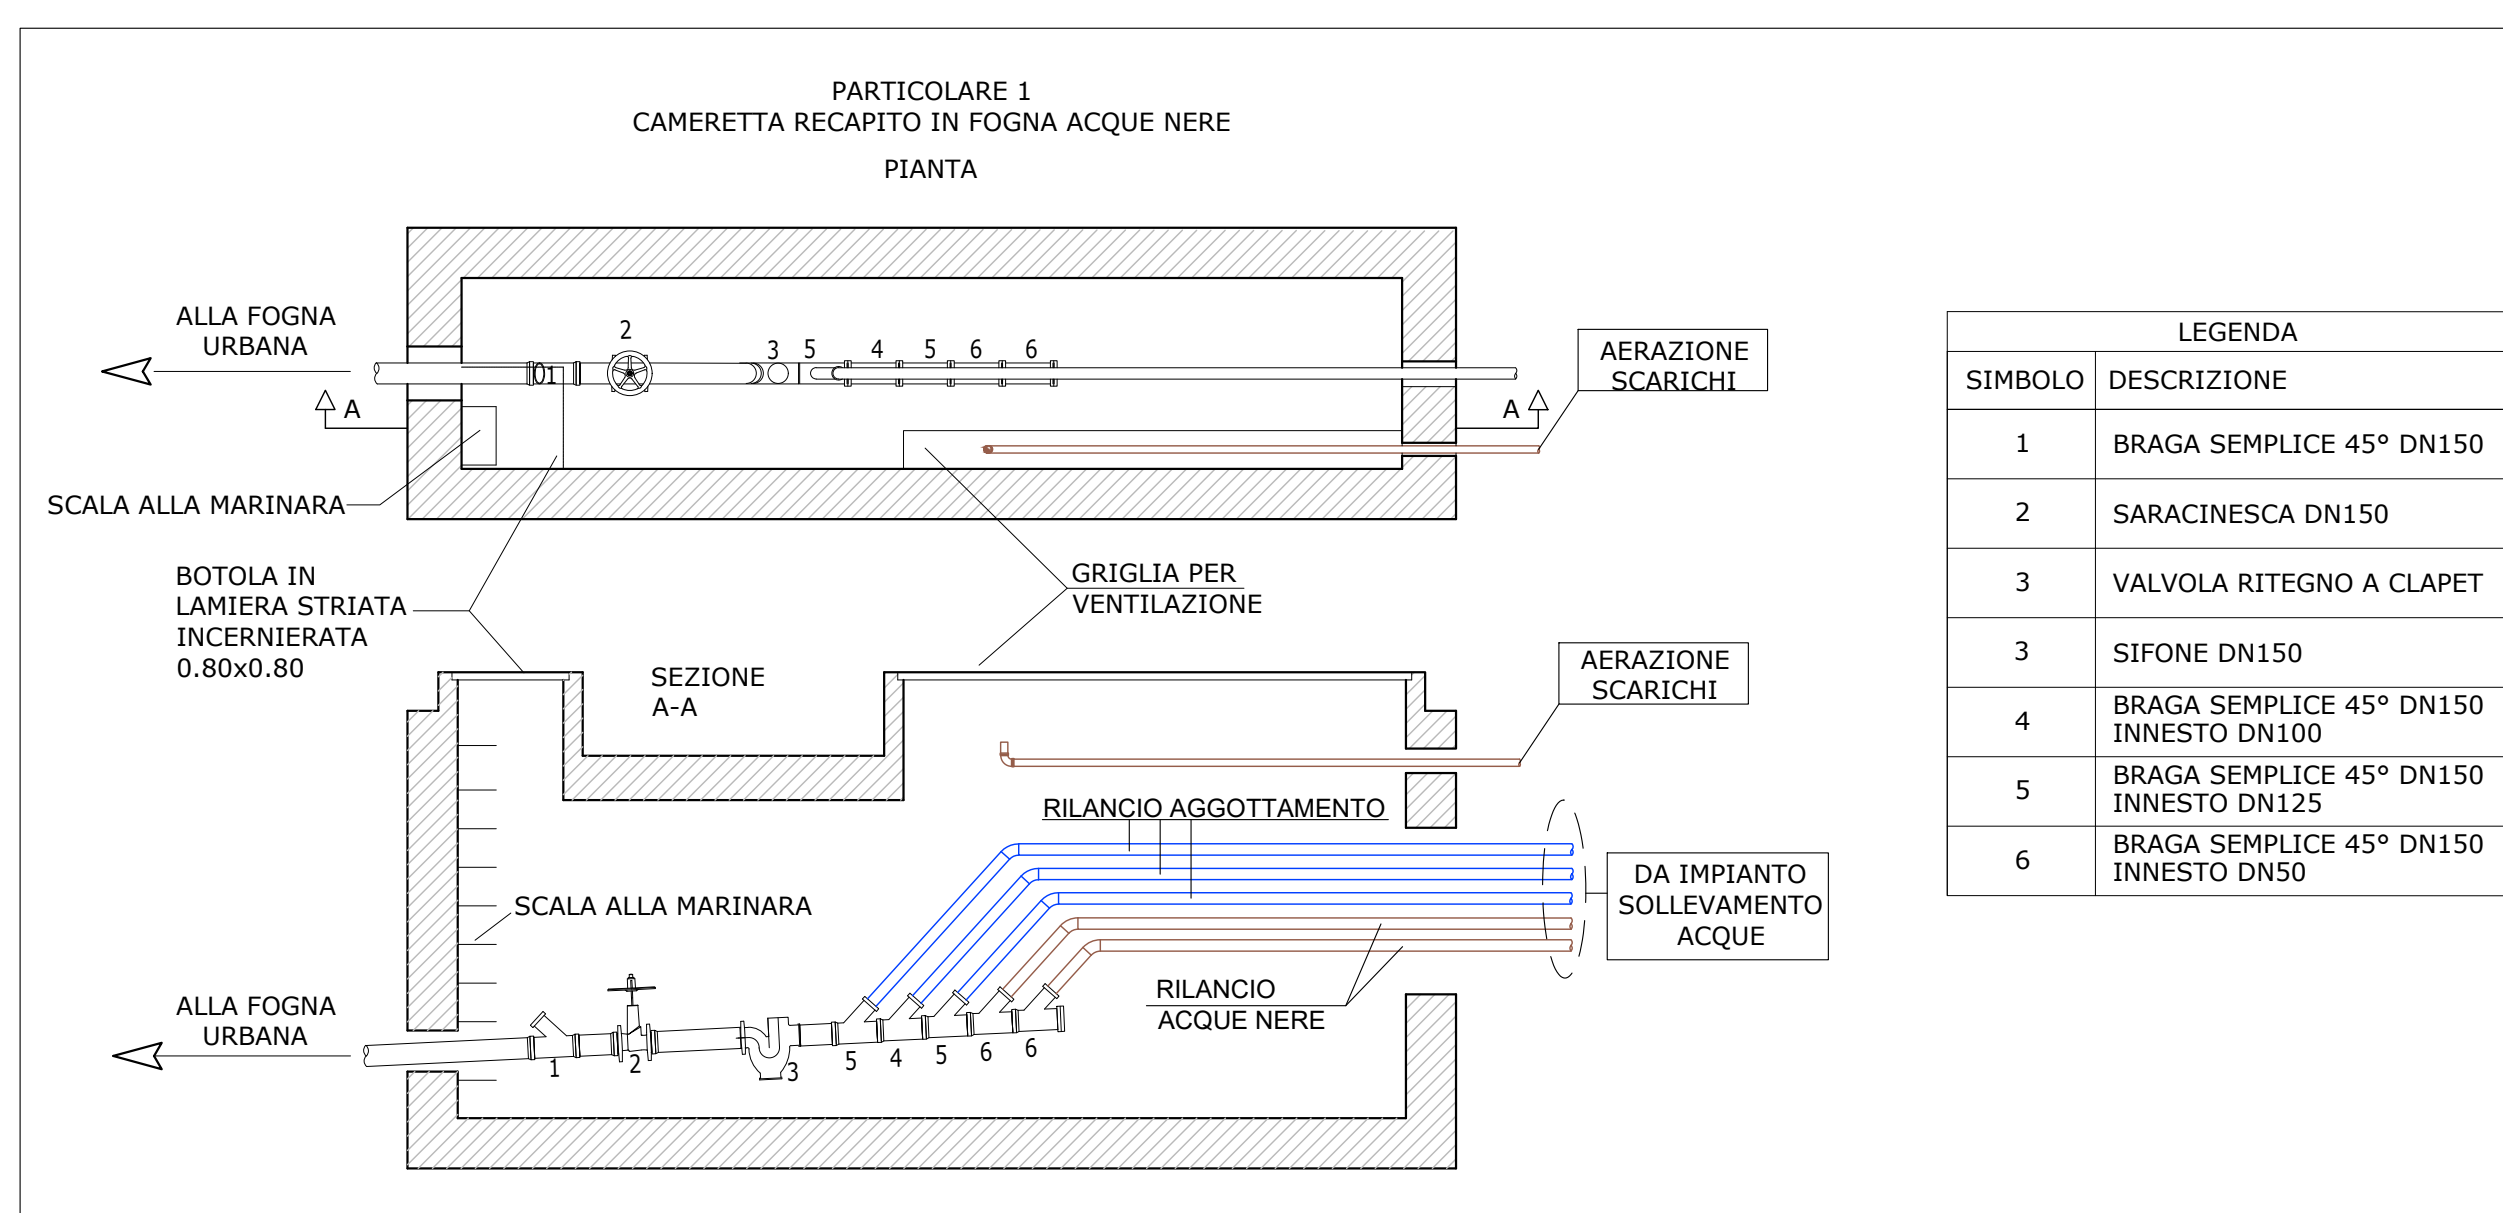 PARTICOLARE 1
CAMERETTA RECAPITO IN FOGNA ACQUE NERE
PIANTA
ALLA FOGNA
URBANA
2
01
3
5
4
5
6
6
A
A
AERAZIONE
SCARICHI
SCALA ALLA MARINARA
BOTOLA IN
LAMIERA STRIATA
INCERNIERATA
0.80x0.80
GRIGLIA PER
VENTILAZIONE
SEZIONE
A-A
AERAZIONE
SCARICHI
RILANCIO AGGOTTAMENTO
SCALA ALLA MARINARA
DA IMPIANTO
SOLLEVAMENTO
ACQUE
RILANCIO
ACQUE NERE
ALLA FOGNA
URBANA
1
2
3
5
4
5
6
6
LEGENDA
SIMBOLO DESCRIZIONE
1 BRAGA SEMPLICE 45° DN150
2 SARACINESCA DN150
3 VALVOLA RITEGNO A CLAPET
3 SIFONE DN150
4 BRAGA SEMPLICE 45° DN150
INNESTO DN100
5 BRAGA SEMPLICE 45° DN150
INNESTO DN125
6 BRAGA SEMPLICE 45° DN150
INNESTO DN50